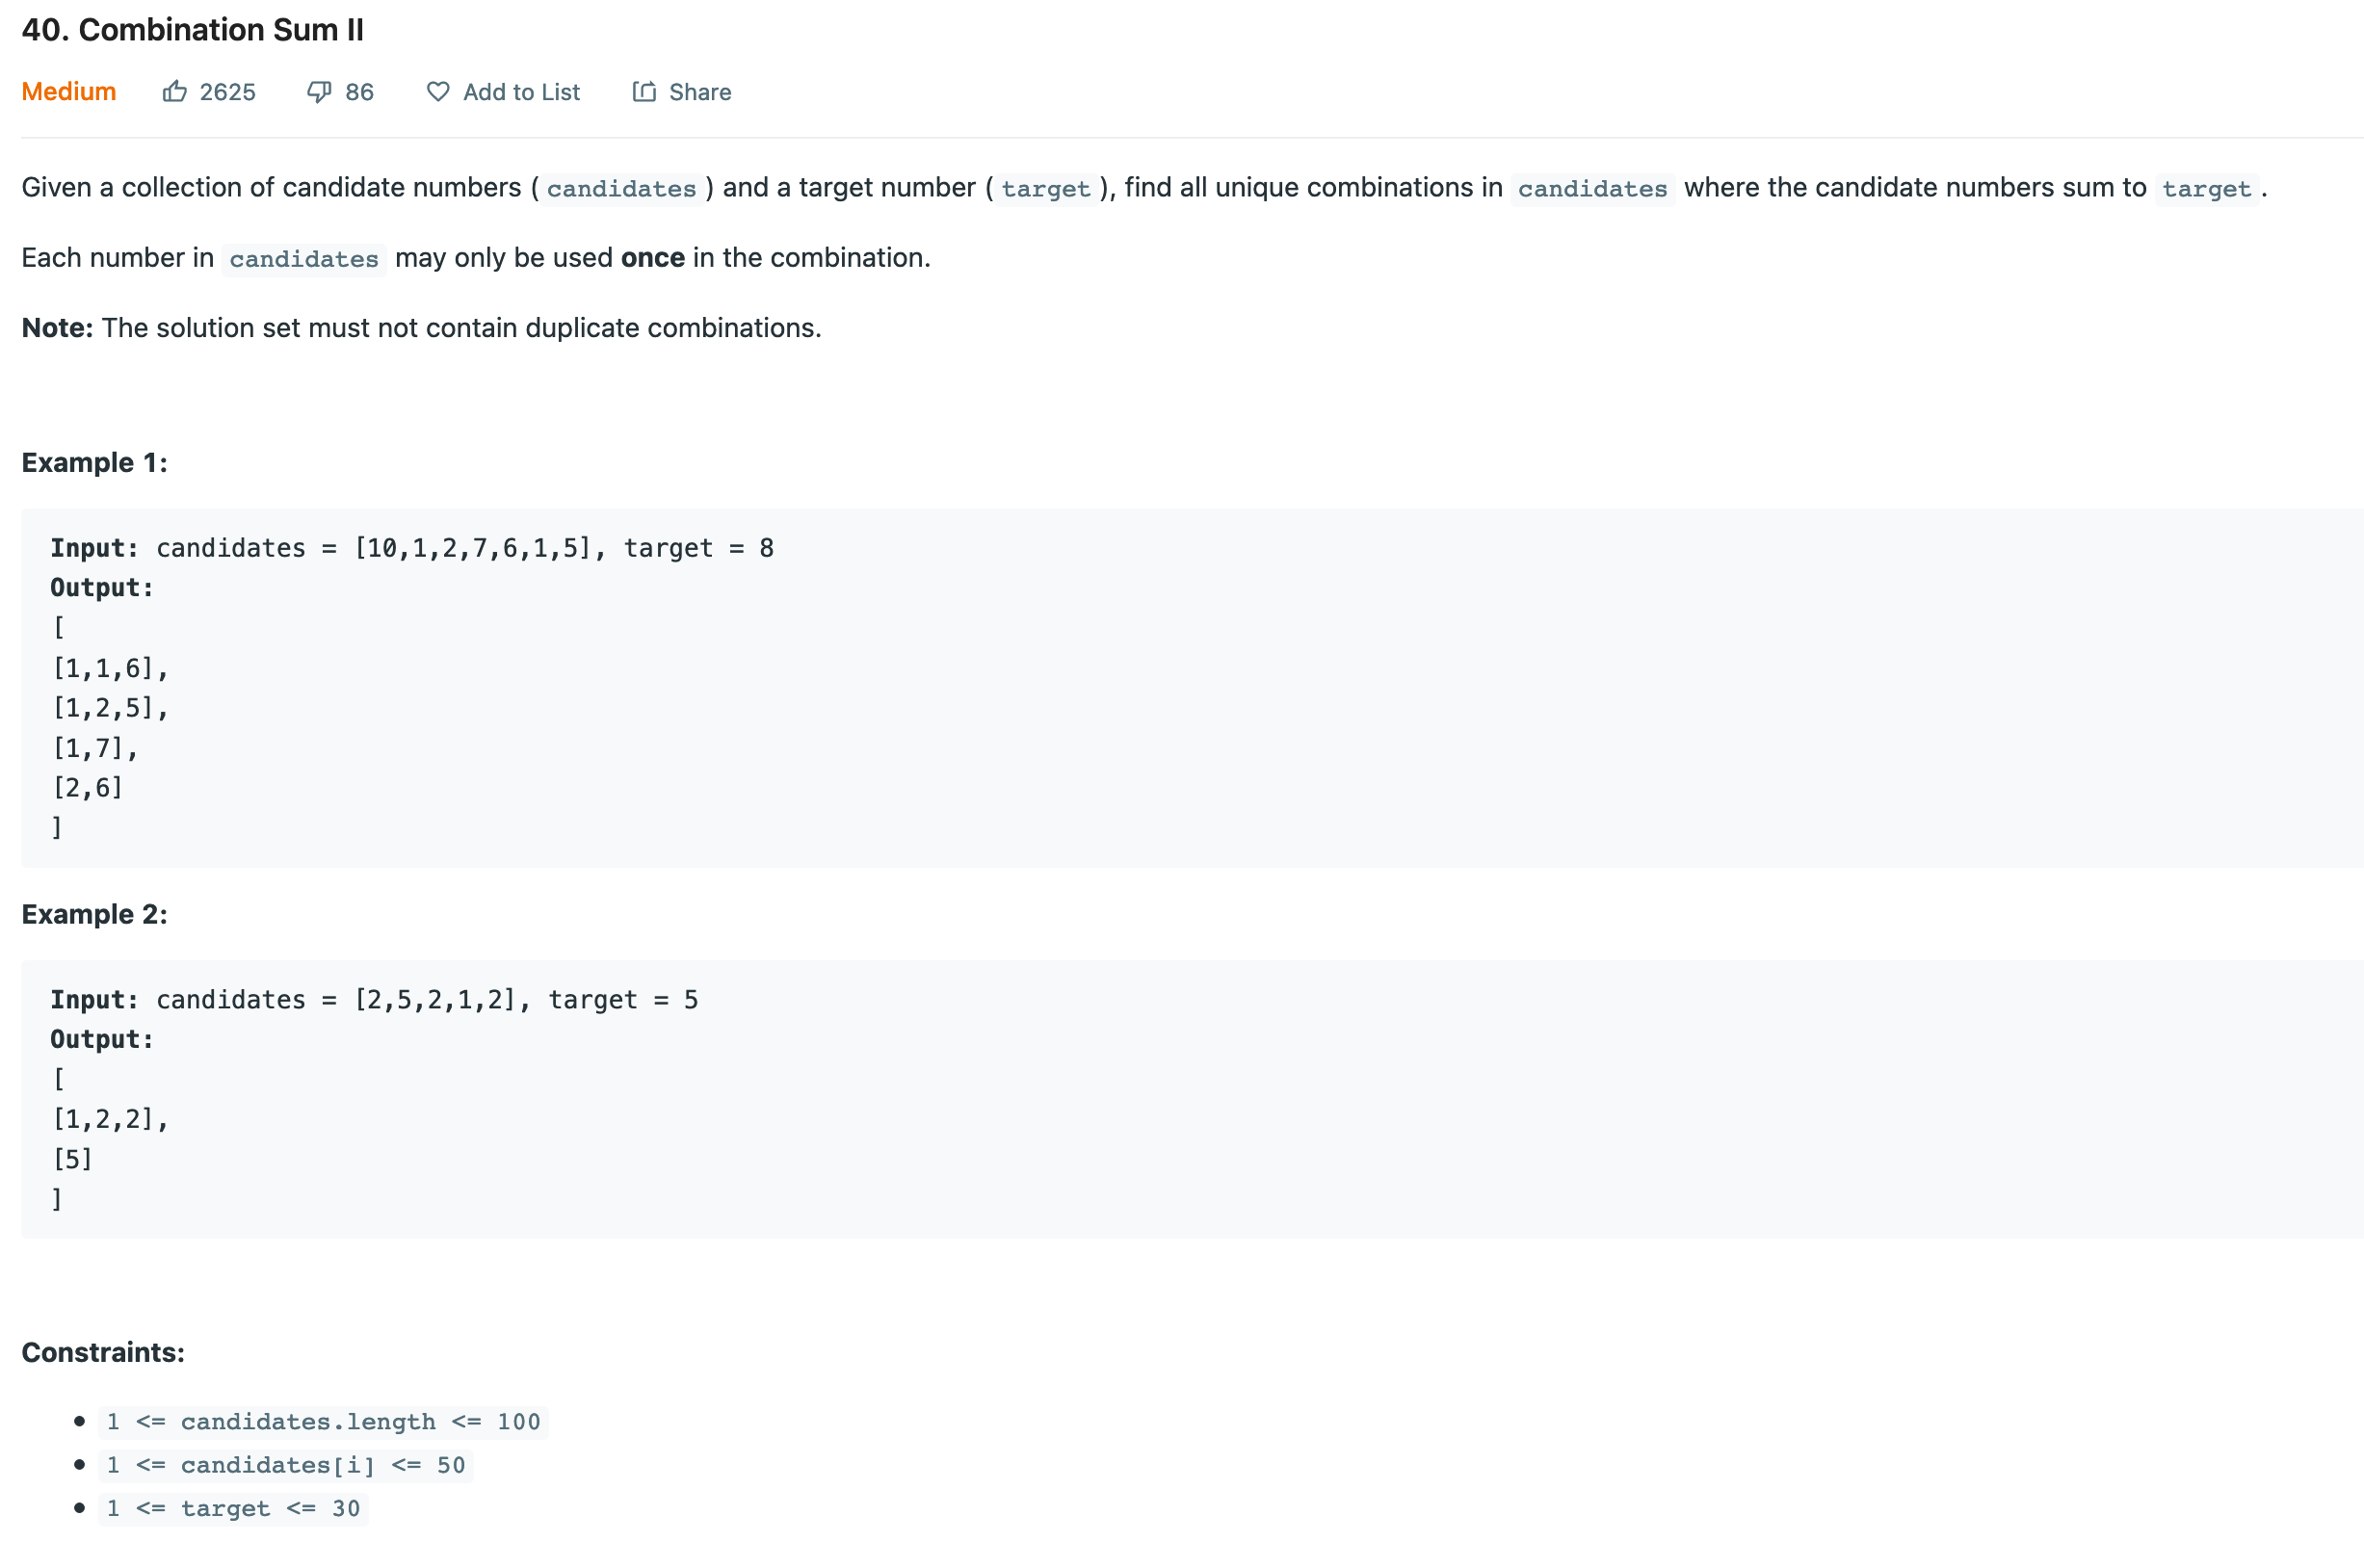 40. Combination Sum II
Medium 2625 86 Add to List Share
Given a collection of candidate numbers ( candidates ) and a target number ( target ), find all unique combinations in candidates where the candidate numbers sum to target .
Each number in candidates may only be used once in the combination.
Note: The solution set must not contain duplicate combinations.
Example 1:
Input: candidates = [10,1,2,7,6,1,5], target = 8
Output:
[
[1,1,6],
[1,2,5],
[1,7],
[2,6]
]
Example 2:
Input: candidates = [2,5,2,1,2], target = 5
Output:
[
[1,2,2],
[5]
]
Constraints:
1 <= candidates.length <= 100
1 <= candidates[i] <= 50
1 <= target <= 30